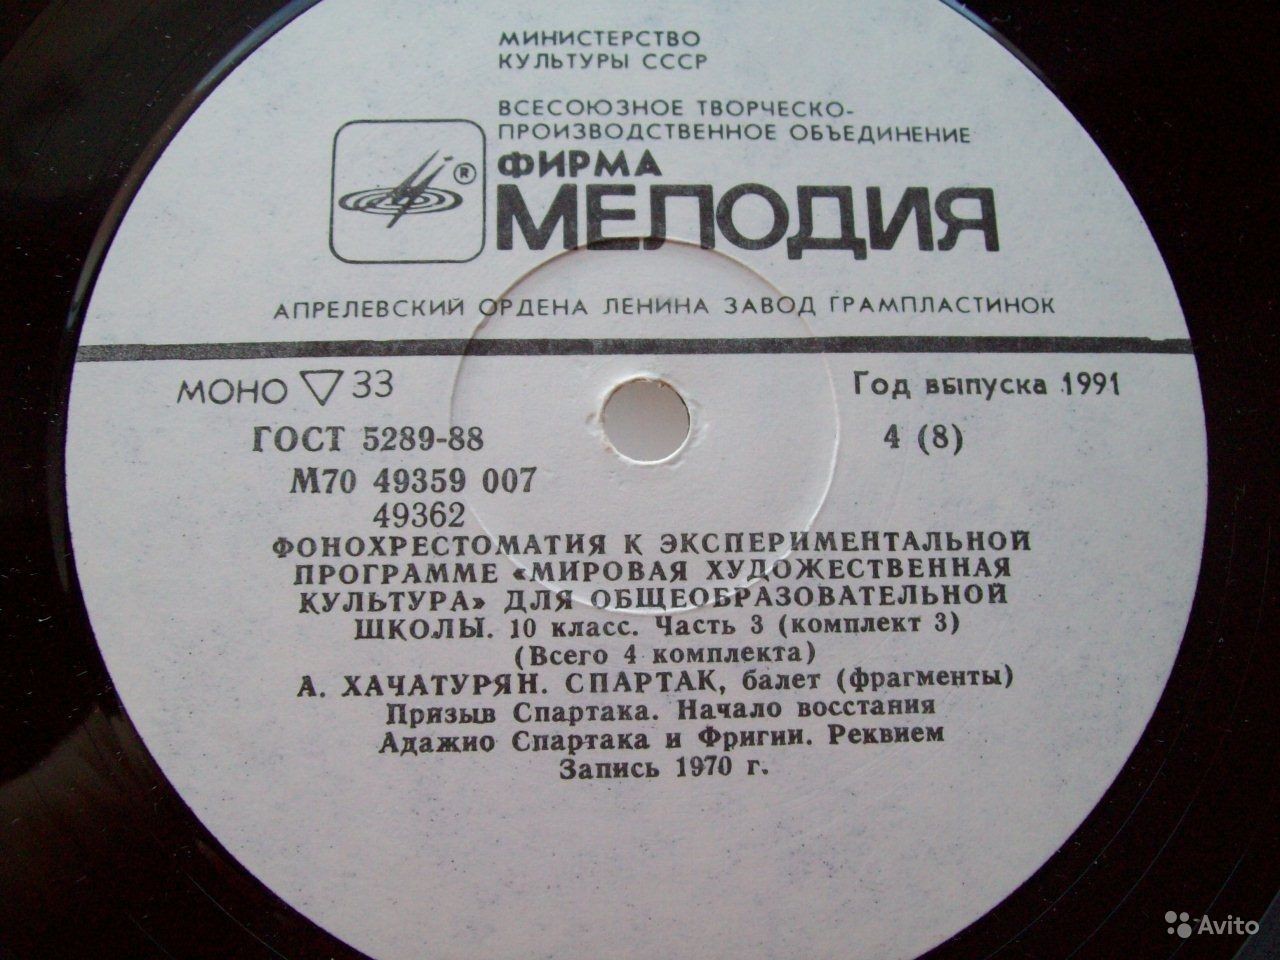 МИНИСТЕРСТВО
КУЛЬТУРЫ СССР
ВСЕСОЮЗНОЕ ТВОРЧЕСКО-
ПРОИЗВОДСТВЕННОЕ ОБЪЕДИНЕНИЕ
®
ФИРМА
МЕЛОДИЯ
АПРЕЛЕВСКИЙ ОРДЕНА ЛЕНИНА ЗАВОД ГРАМПЛАСТИНОК
МОНО ▽ 33
Год выпуска 1991
ГОСТ 5289-88
4 (8)
М70 49359 007
49362
ФОНОХРЕСТОМАТИЯ К ЭКСПЕРИМЕНТАЛЬНОЙ
ПРОГРАММЕ «МИРОВАЯ ХУДОЖЕСТВЕННАЯ
КУЛЬТУРА» ДЛЯ ОБЩЕОБРАЗОВАТЕЛЬНОЙ
ШКОЛЫ. 10 класс. Часть 3 (комплект 3)
(Всего 4 комплекта)
А. ХАЧАТУРЯН. СПАРТАК, балет (фрагменты)
Призыв Спартака. Начало восстания
Адажио Спартака и Фригии. Реквием
Запись 1970 г.
Avito